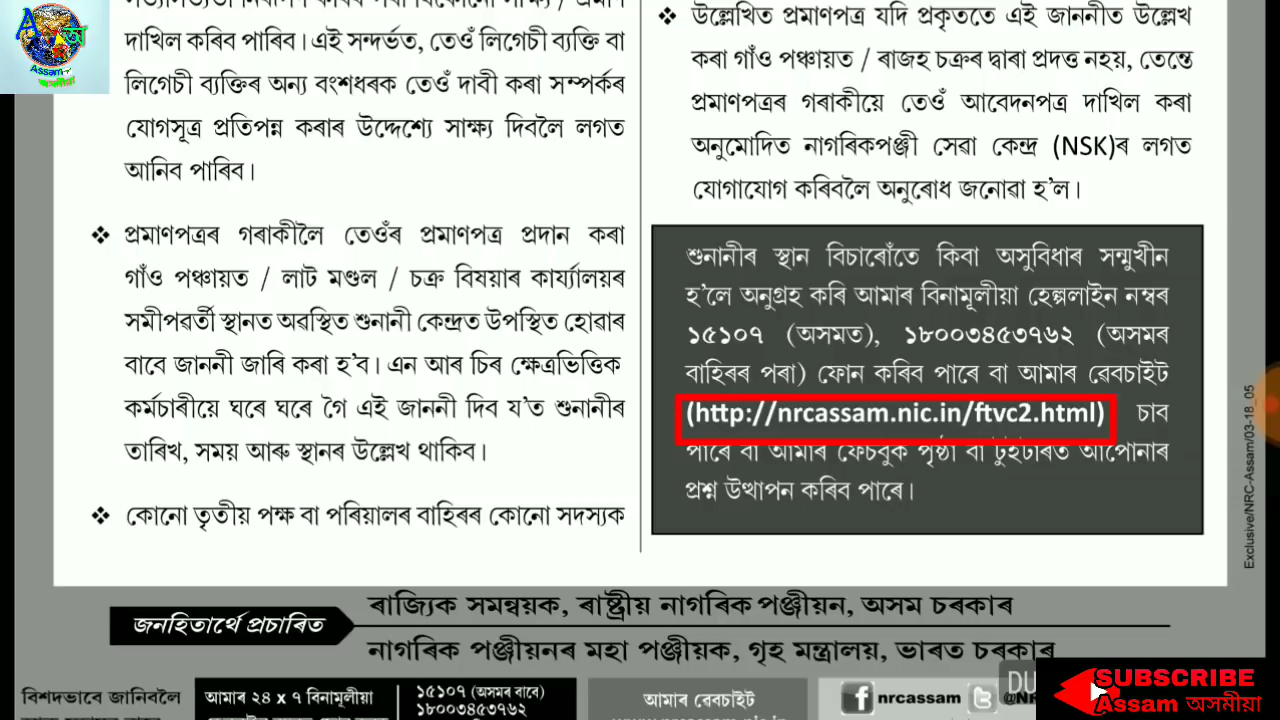 দাখিল কৰিব পাৰিব। এই সন্দৰ্ভত, তেওঁ লিগেচী ব্যক্তি বা
লিগেচী ব্যক্তিৰ অন্য বংশধৰক তেওঁ দাবী কৰা সম্পৰ্কৰ
যোগসূত্ৰ প্ৰতিপন্ন কৰাৰ উদ্দেশ্যে সাক্ষ্য দিবলৈ লগত
আনিব পাৰিব।
❖ প্ৰমাণপত্ৰৰ গৰাকীলৈ তেওঁৰ প্ৰমাণপত্ৰ প্ৰদান কৰা
গাঁও পঞ্চায়ত / লাট মণ্ডল / চক্ৰ বিষয়াৰ কাৰ্য্যালয়ৰ
সমীপৱৰ্তী স্থানত অৱস্থিত শুনানী কেন্দ্ৰত উপস্থিত হোৱাৰ
বাবে জাননী জাৰি কৰা হ’ব। এন আৰ চিৰ ক্ষেত্ৰভিত্তিক
কৰ্মচাৰীয়ে ঘৰে ঘৰে গৈ এই জাননী দিব য’ত শুনানীৰ
তাৰিখ, সময় আৰু স্থানৰ উল্লেখ থাকিব।
❖ কোনো তৃতীয় পক্ষ বা পৰিয়ালৰ বাহিৰৰ কোনো সদস্যক
❖ উল্লেখিত প্ৰমাণপত্ৰ যদি প্ৰকৃততে এই জাননীত উল্লেখ
কৰা গাঁও পঞ্চায়ত / ৰাজহ চক্ৰৰ দ্বাৰা প্ৰদত্ত নহয়, তেন্তে
প্ৰমাণপত্ৰৰ গৰাকীয়ে তেওঁ আবেদনপত্ৰ দাখিল কৰা
অনুমোদিত নাগৰিকপঞ্জী সেৱা কেন্দ্ৰ (NSK)ৰ লগত
যোগাযোগ কৰিবলৈ অনুৰোধ জনোৱা হ’ল।
শুনানীৰ স্থান বিচাৰোঁতে কিবা অসুবিধাৰ সন্মুখীন
হ’লে অনুগ্ৰহ কৰি আমাৰ বিনামূলীয়া হেল্পলাইন নম্বৰ
১৫১০৭ (অসমত), ১৮০০৩৪৫৩৭৬২ (অসমৰ
বাহিৰৰ পৰা) ফোন কৰিব পাৰে বা আমাৰ ৱেবচাইট
(http://nrcassam.nic.in/ftvc2.html) চাব
পাৰে বা আমাৰ ফেচবুক পৃষ্ঠা বা টুইটাৰত আপোনাৰ
প্ৰশ্ন উত্থাপন কৰিব পাৰে।
Exclusive/NRC-Assam/03-18_05
জনহিতাৰ্থে প্ৰচাৰিত
ৰাজ্যিক সমন্বয়ক, ৰাষ্ট্ৰীয় নাগৰিক পঞ্জীয়ন, অসম চৰকাৰ
নাগৰিক পঞ্জীয়নৰ মহা পঞ্জীয়ক, গৃহ মন্ত্ৰালয়, ভাৰত চৰকাৰ
বিশদভাবে জানিবলৈ
আমাৰ ২৪ x ৭ বিনামূলীয়া
১৫১০৭ (অসমৰ বাবে)
১৮০০৩৪৫৩৭৬২
আমাৰ ৱেবচাইট
nrcassam
SUBSCRIBE
Assam অসমীয়া
A অ
Assam
অসমীয়া